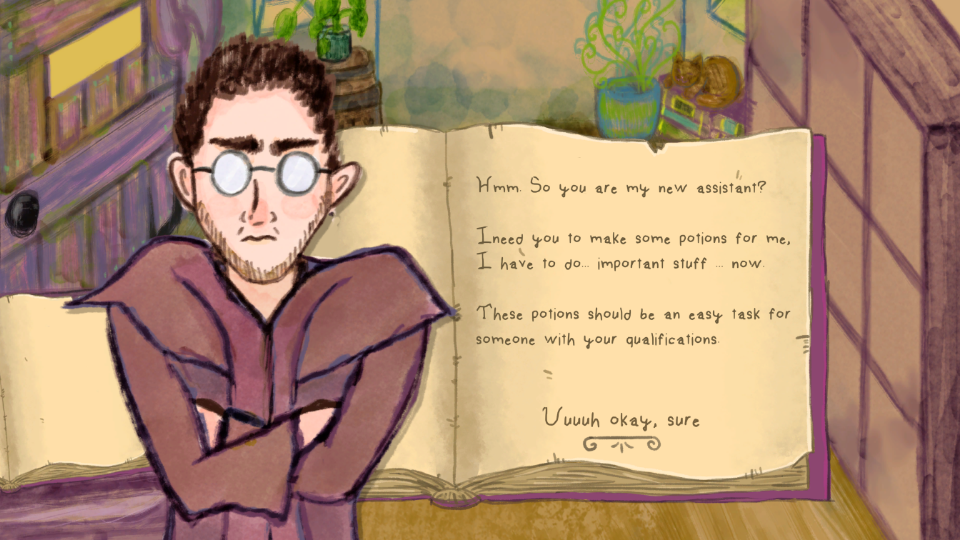 Hmm. So you are my new assistant?
I need you to make some potions for me,
I have to do... important stuff ... now.
These potions should be an easy task for
someone with your qualifications.
Uuuuh okay, sure